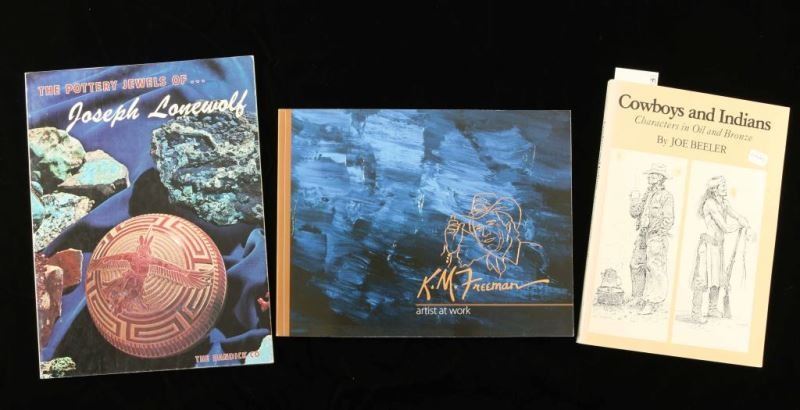 THE POTTERY JEWELS OF...
Joseph Lonewolf
THE DANDICK CO
K.M. Freeman
artist at work
Cowboys and Indians
Characters in Oil and Bronze
By JOE BEELER